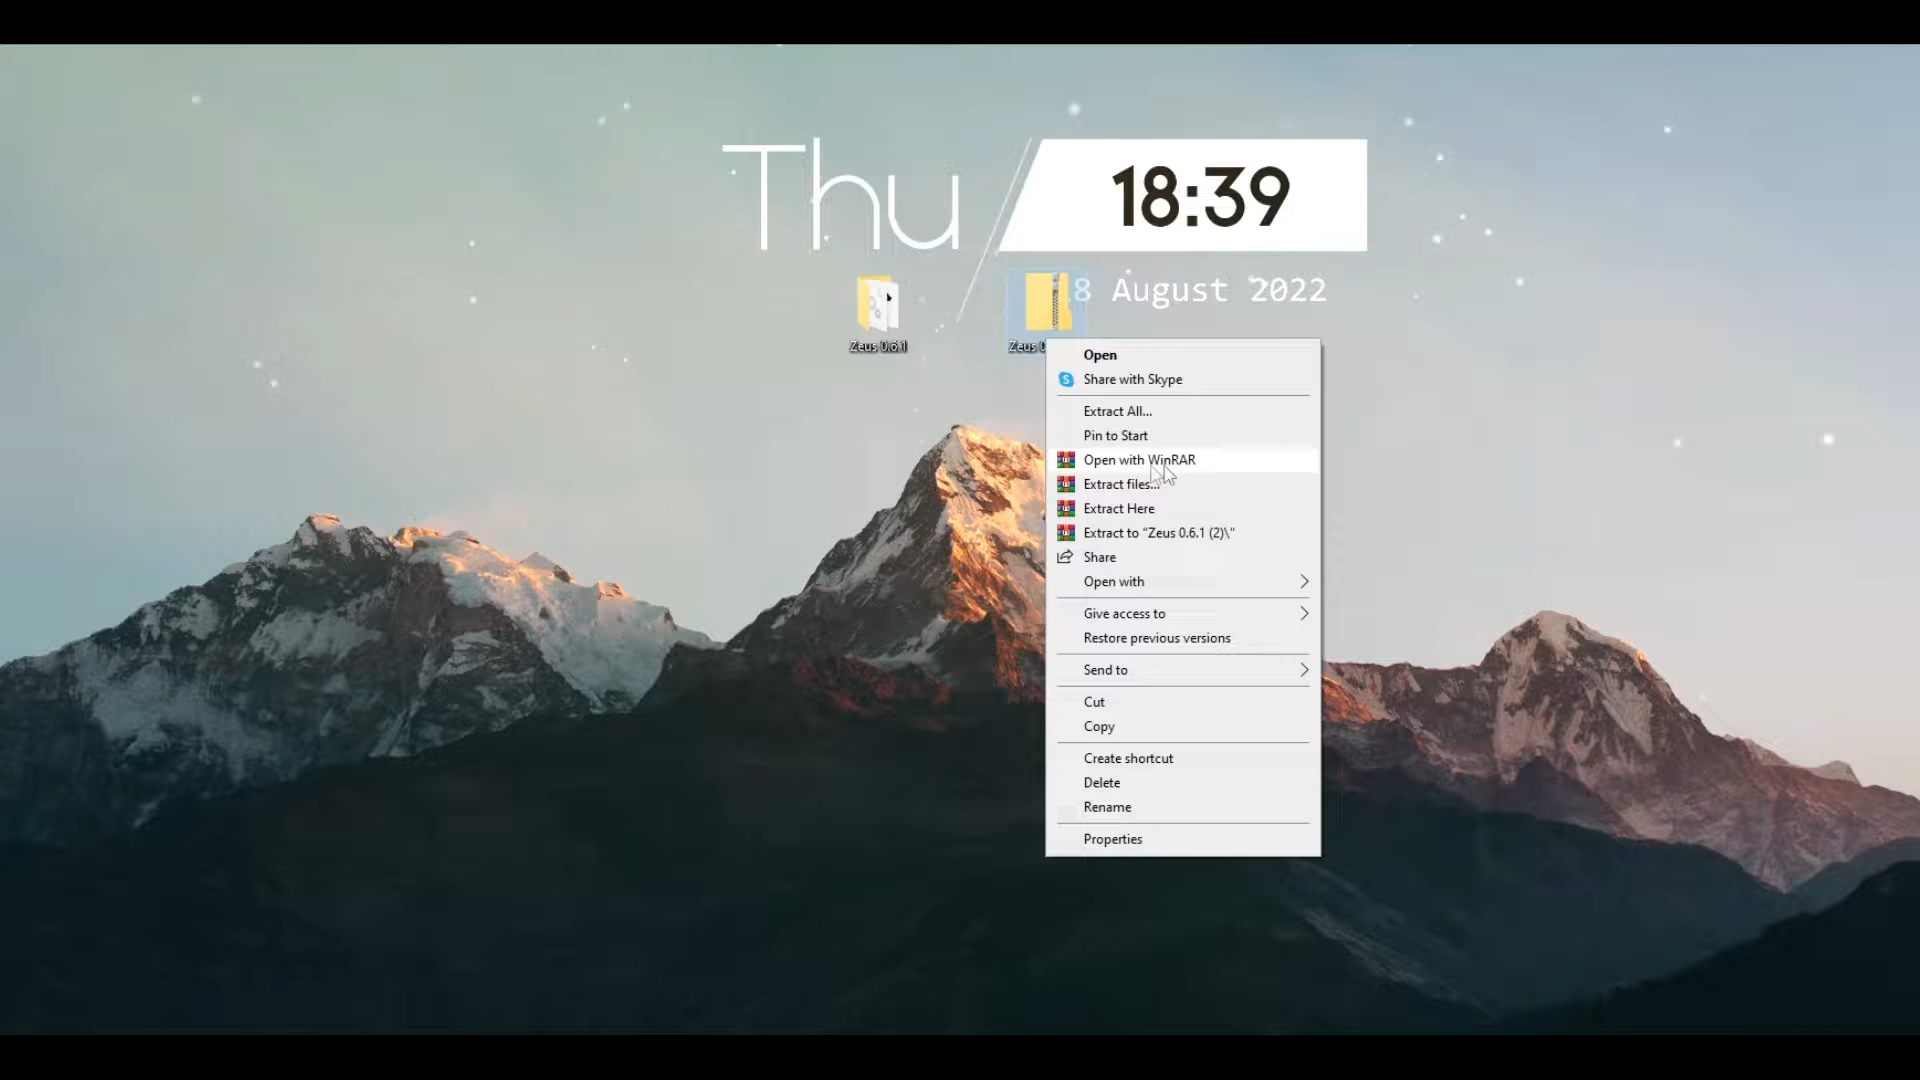 Thu
18:39
8 August 2022
Zeus 0.6.1
Zeus
Open
Share with Skype
Extract All...
Pin to Start
Open with WinRAR
Extract files...
Extract Here
Extract to "Zeus 0.6.1 (2)\"
Share
Open with
Give access to
Restore previous versions
Send to
Cut
Copy
Create shortcut
Delete
Rename
Properties